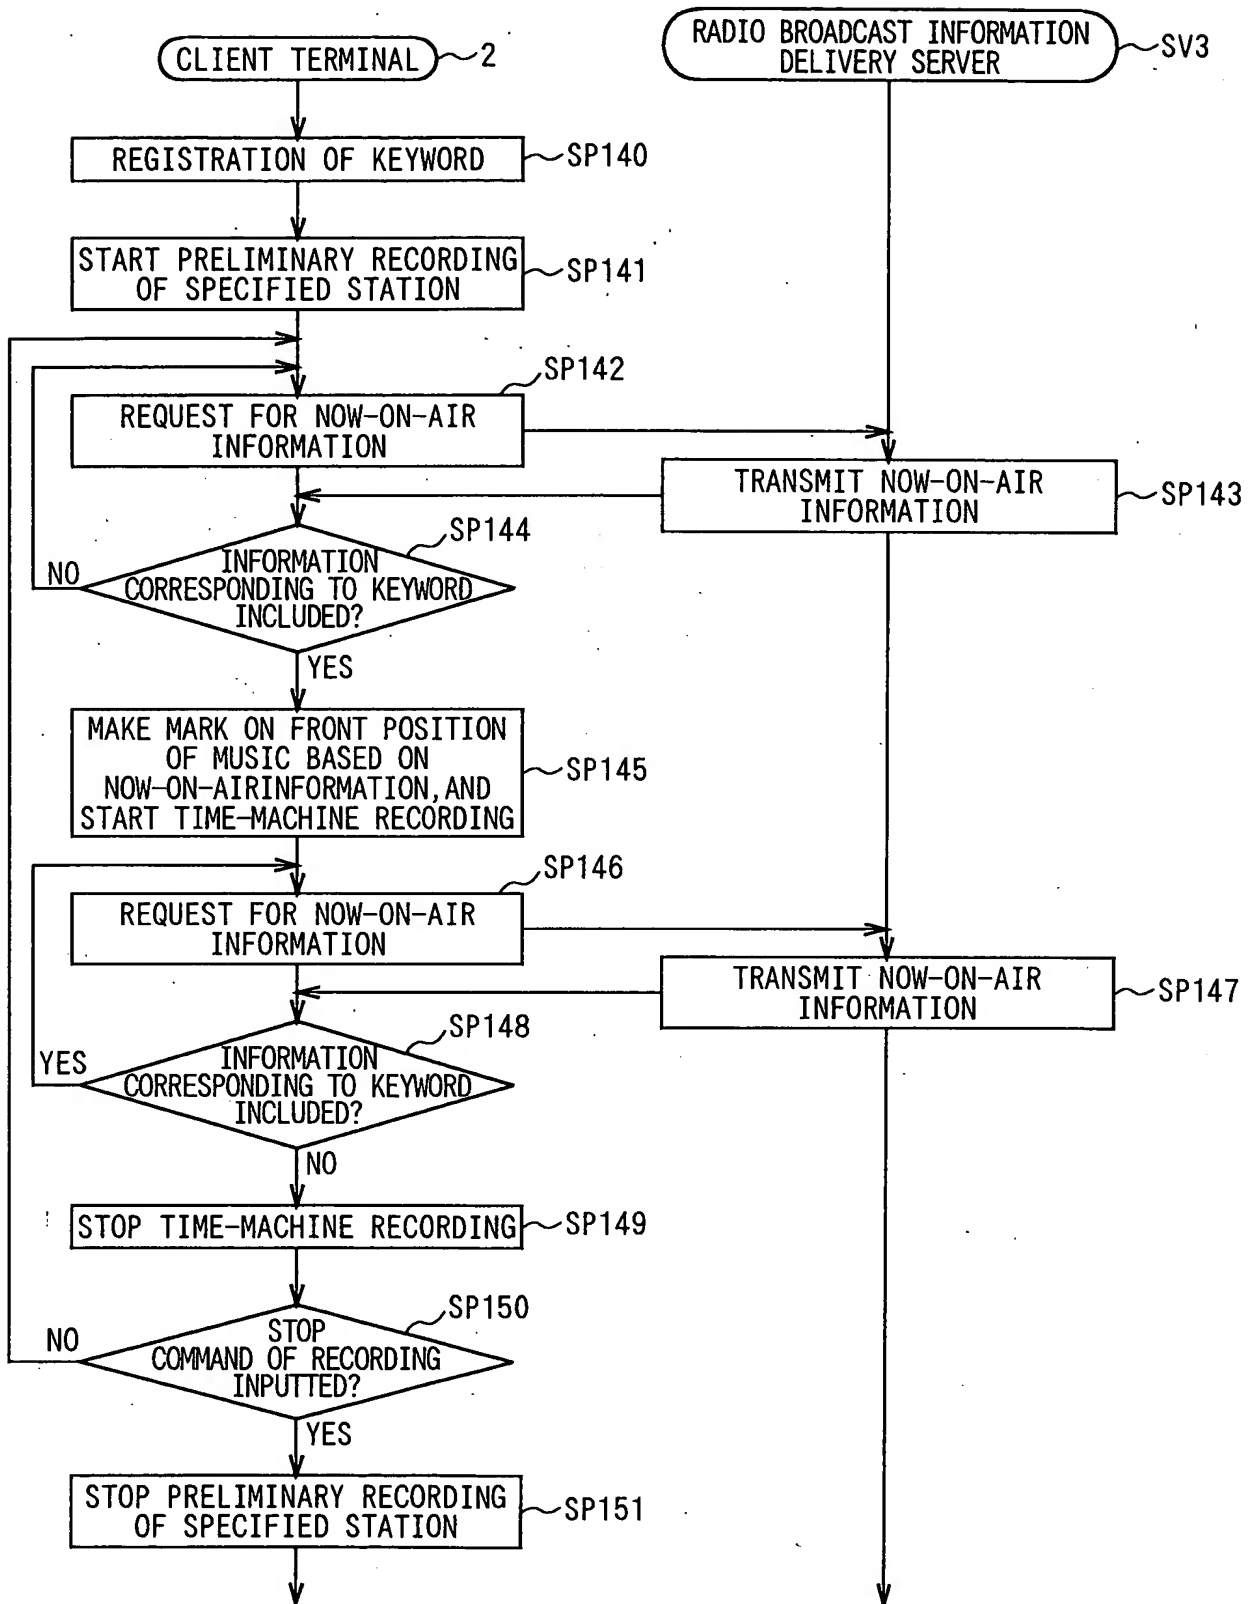 CLIENT TERMINAL
2
RADIO BROADCAST INFORMATION
DELIVERY SERVER
SV3
REGISTRATION OF KEYWORD
SP140
START PRELIMINARY RECORDING
OF SPECIFIED STATION
SP141
SP142
REQUEST FOR NOW-ON-AIR
INFORMATION
TRANSMIT NOW-ON-AIR
INFORMATION
SP143
SP144
INFORMATION
CORRESPONDING TO KEYWORD
INCLUDED?
NO
YES
MAKE MARK ON FRONT POSITION
OF MUSIC BASED ON
NOW-ON-AIRINFORMATION, AND
START TIME-MACHINE RECORDING
SP145
SP146
REQUEST FOR NOW-ON-AIR
INFORMATION
TRANSMIT NOW-ON-AIR
INFORMATION
SP147
SP148
INFORMATION
CORRESPONDING TO KEYWORD
INCLUDED?
YES
NO
STOP TIME-MACHINE RECORDING
SP149
SP150
STOP
COMMAND OF RECORDING
INPUTTED?
NO
YES
STOP PRELIMINARY RECORDING
OF SPECIFIED STATION
SP151